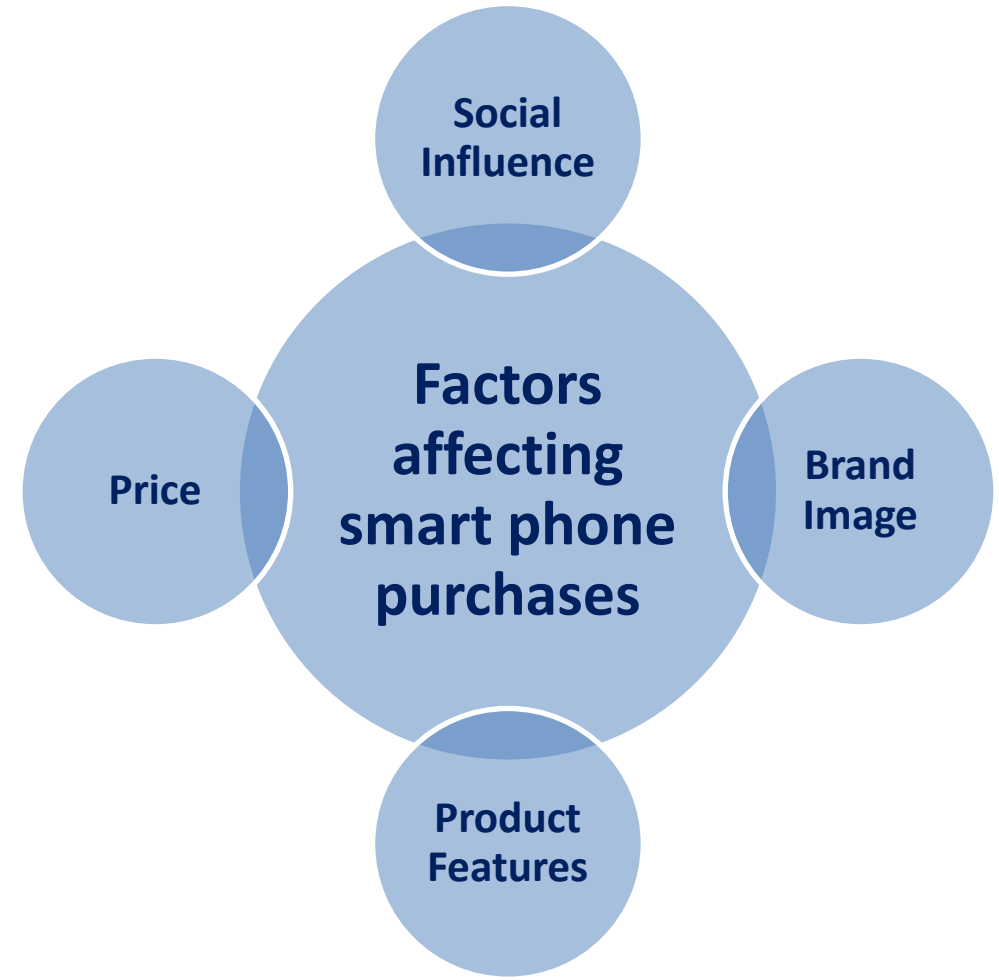 Social
Influence
Factors
affecting
smart phone
purchases
Price
Brand
Image
Product
Features